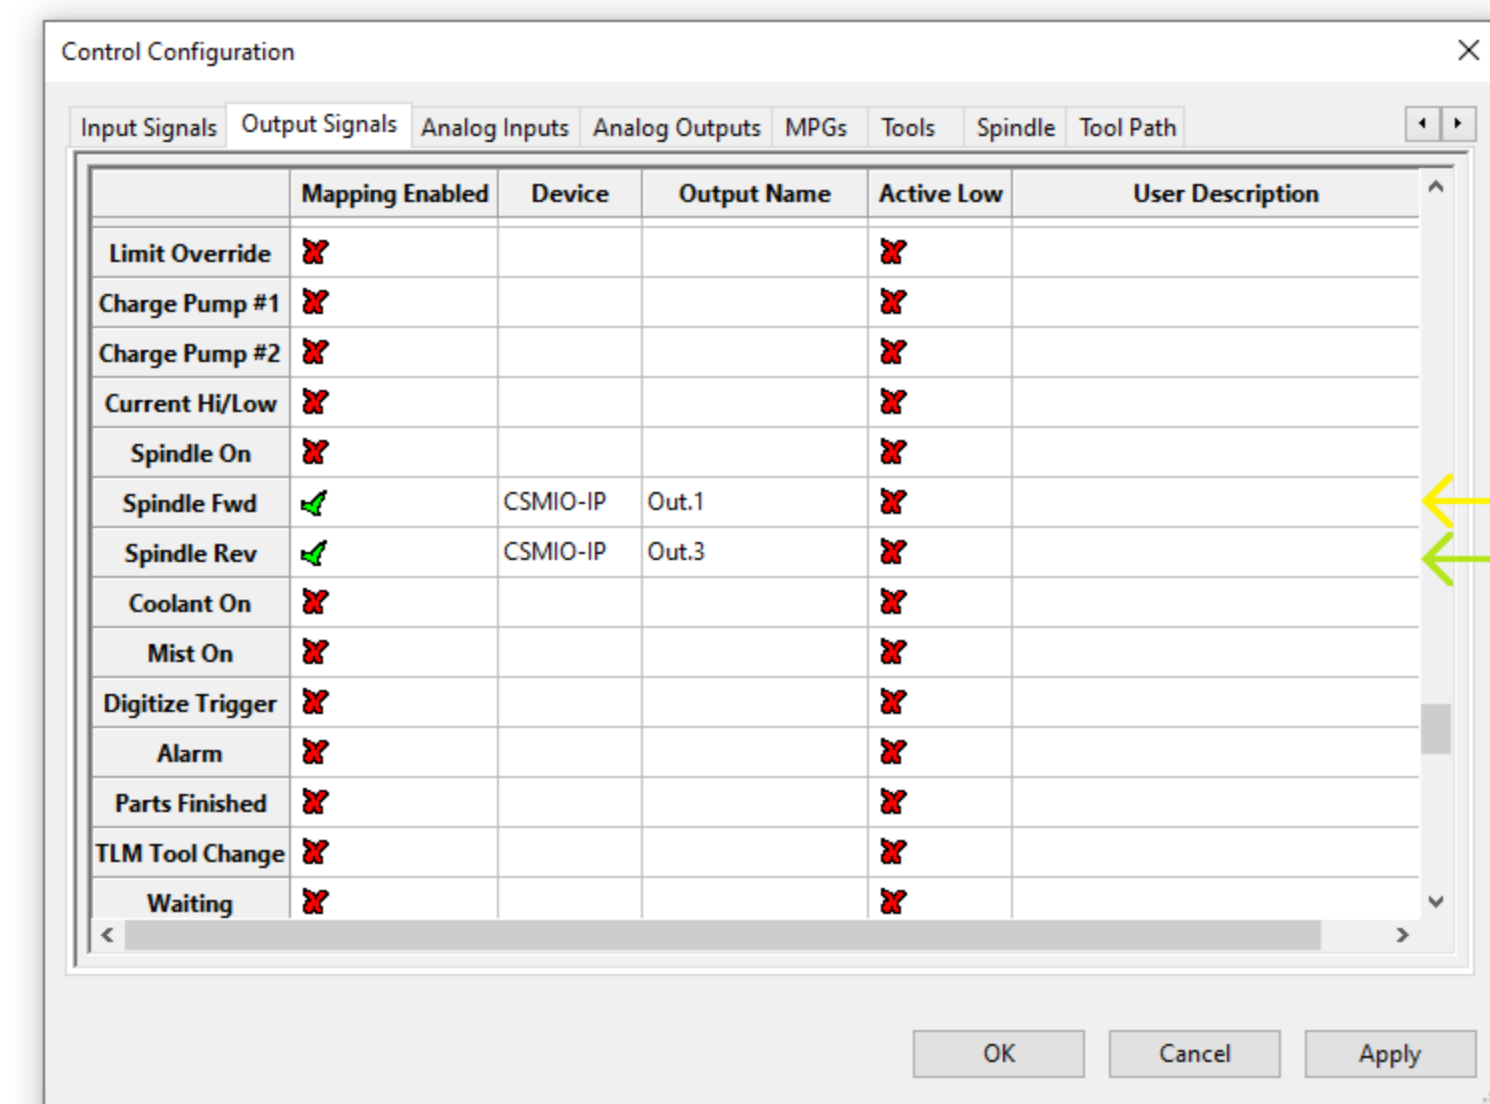 Control Configuration
Input Signals Output Signals Analog Inputs Analog Outputs MPGs Tools Spindle Tool Path
Mapping Enabled Device Output Name Active Low User Description
Limit Override
Charge Pump #1
Charge Pump #2
Current Hi/Low
Spindle On
Spindle Fwd CSMIO-IP Out.1
Spindle Rev CSMIO-IP Out.3
Coolant On
Mist On
Digitize Trigger
Alarm
Parts Finished
TLM Tool Change
Waiting
OK Cancel Apply